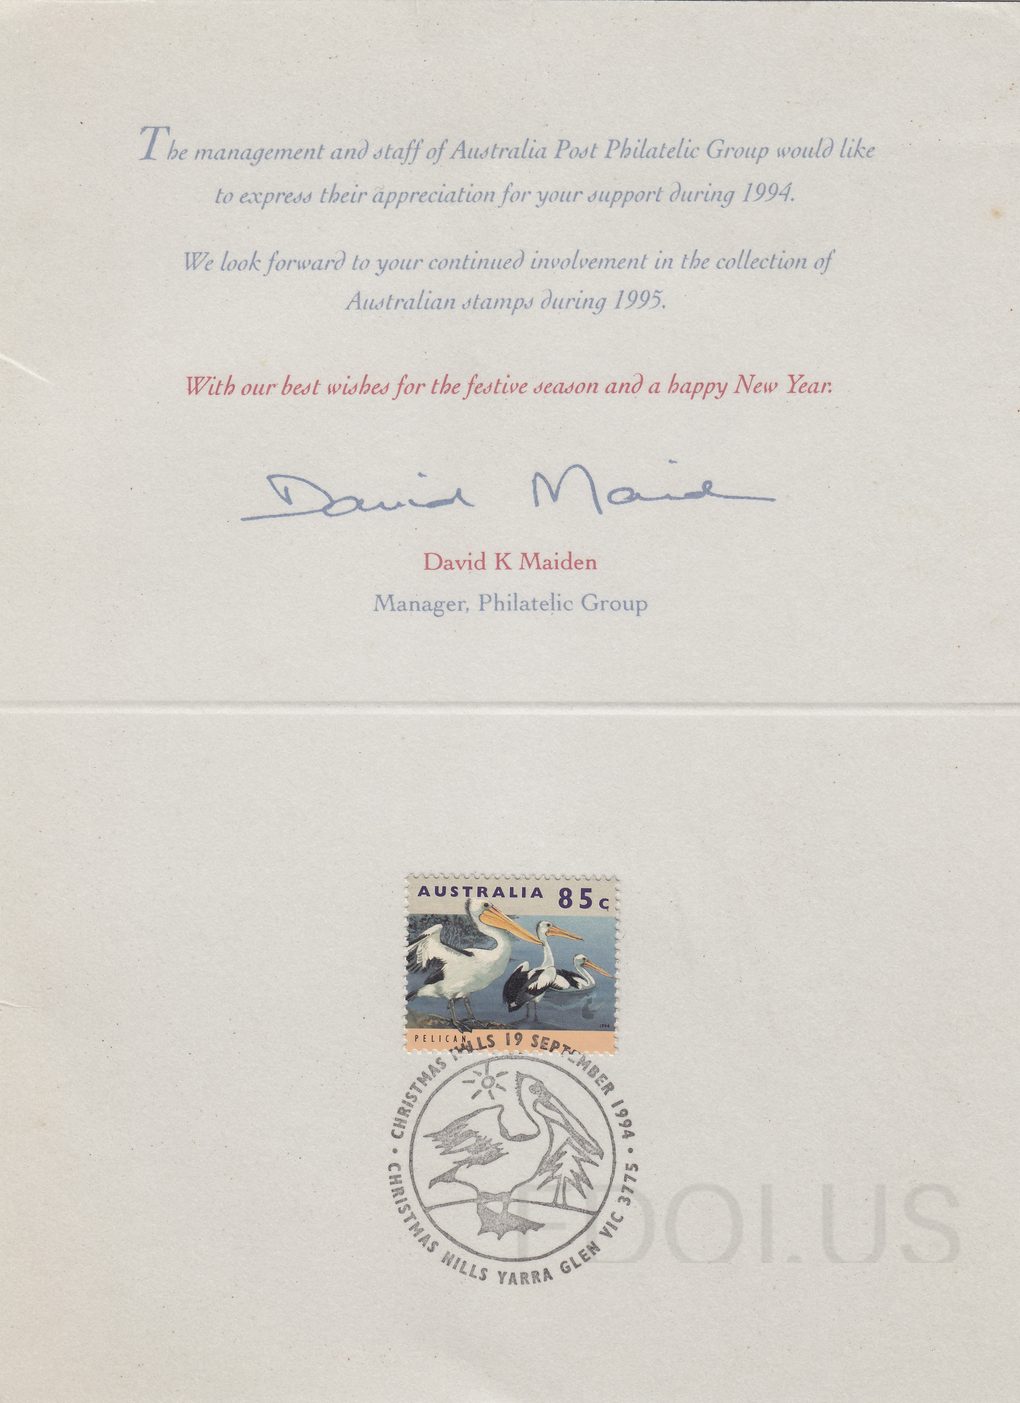 The management and staff of Australia Post Philatelic Group would like
to express their appreciation for your support during 1994.
We look forward to your continued involvement in the collection of
Australian stamps during 1995.
With our best wishes for the festive season and a happy New Year.
David Maiden
David K Maiden
Manager, Philatelic Group
AUSTRALIA 85c
1994
PELICAN
CHRISTMAS HILLS 19 SEPTEMBER 1994
• CHRISTMAS HILLS YARRA GLEN VIC 3775 •